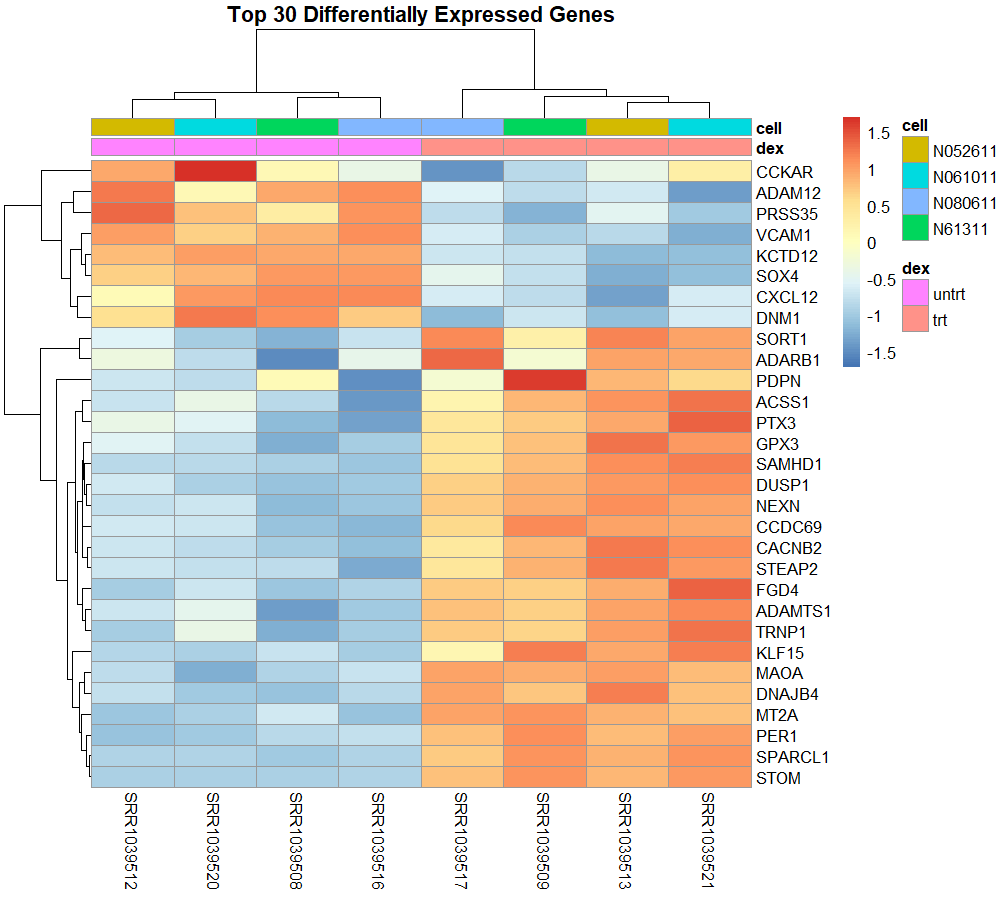 Top 30 Differentially Expressed Genes
cell
dex
CCKAR
ADAM12
PRSS35
VCAM1
KCTD12
SOX4
CXCL12
DNM1
SORT1
ADARB1
PDPN
ACSS1
PTX3
GPX3
SAMHD1
DUSP1
NEXN
CCDC69
CACNB2
STEAP2
FGD4
ADAMTS1
TRNP1
KLF15
MAOA
DNAJB4
MT2A
PER1
SPARCL1
STOM
SRR1039512
SRR1039520
SRR1039508
SRR1039516
SRR1039517
SRR1039509
SRR1039513
SRR1039521
1.5
1
0.5
0
-0.5
-1
-1.5
cell
N052611
N061011
N080611
N61311
dex
untrt
trt